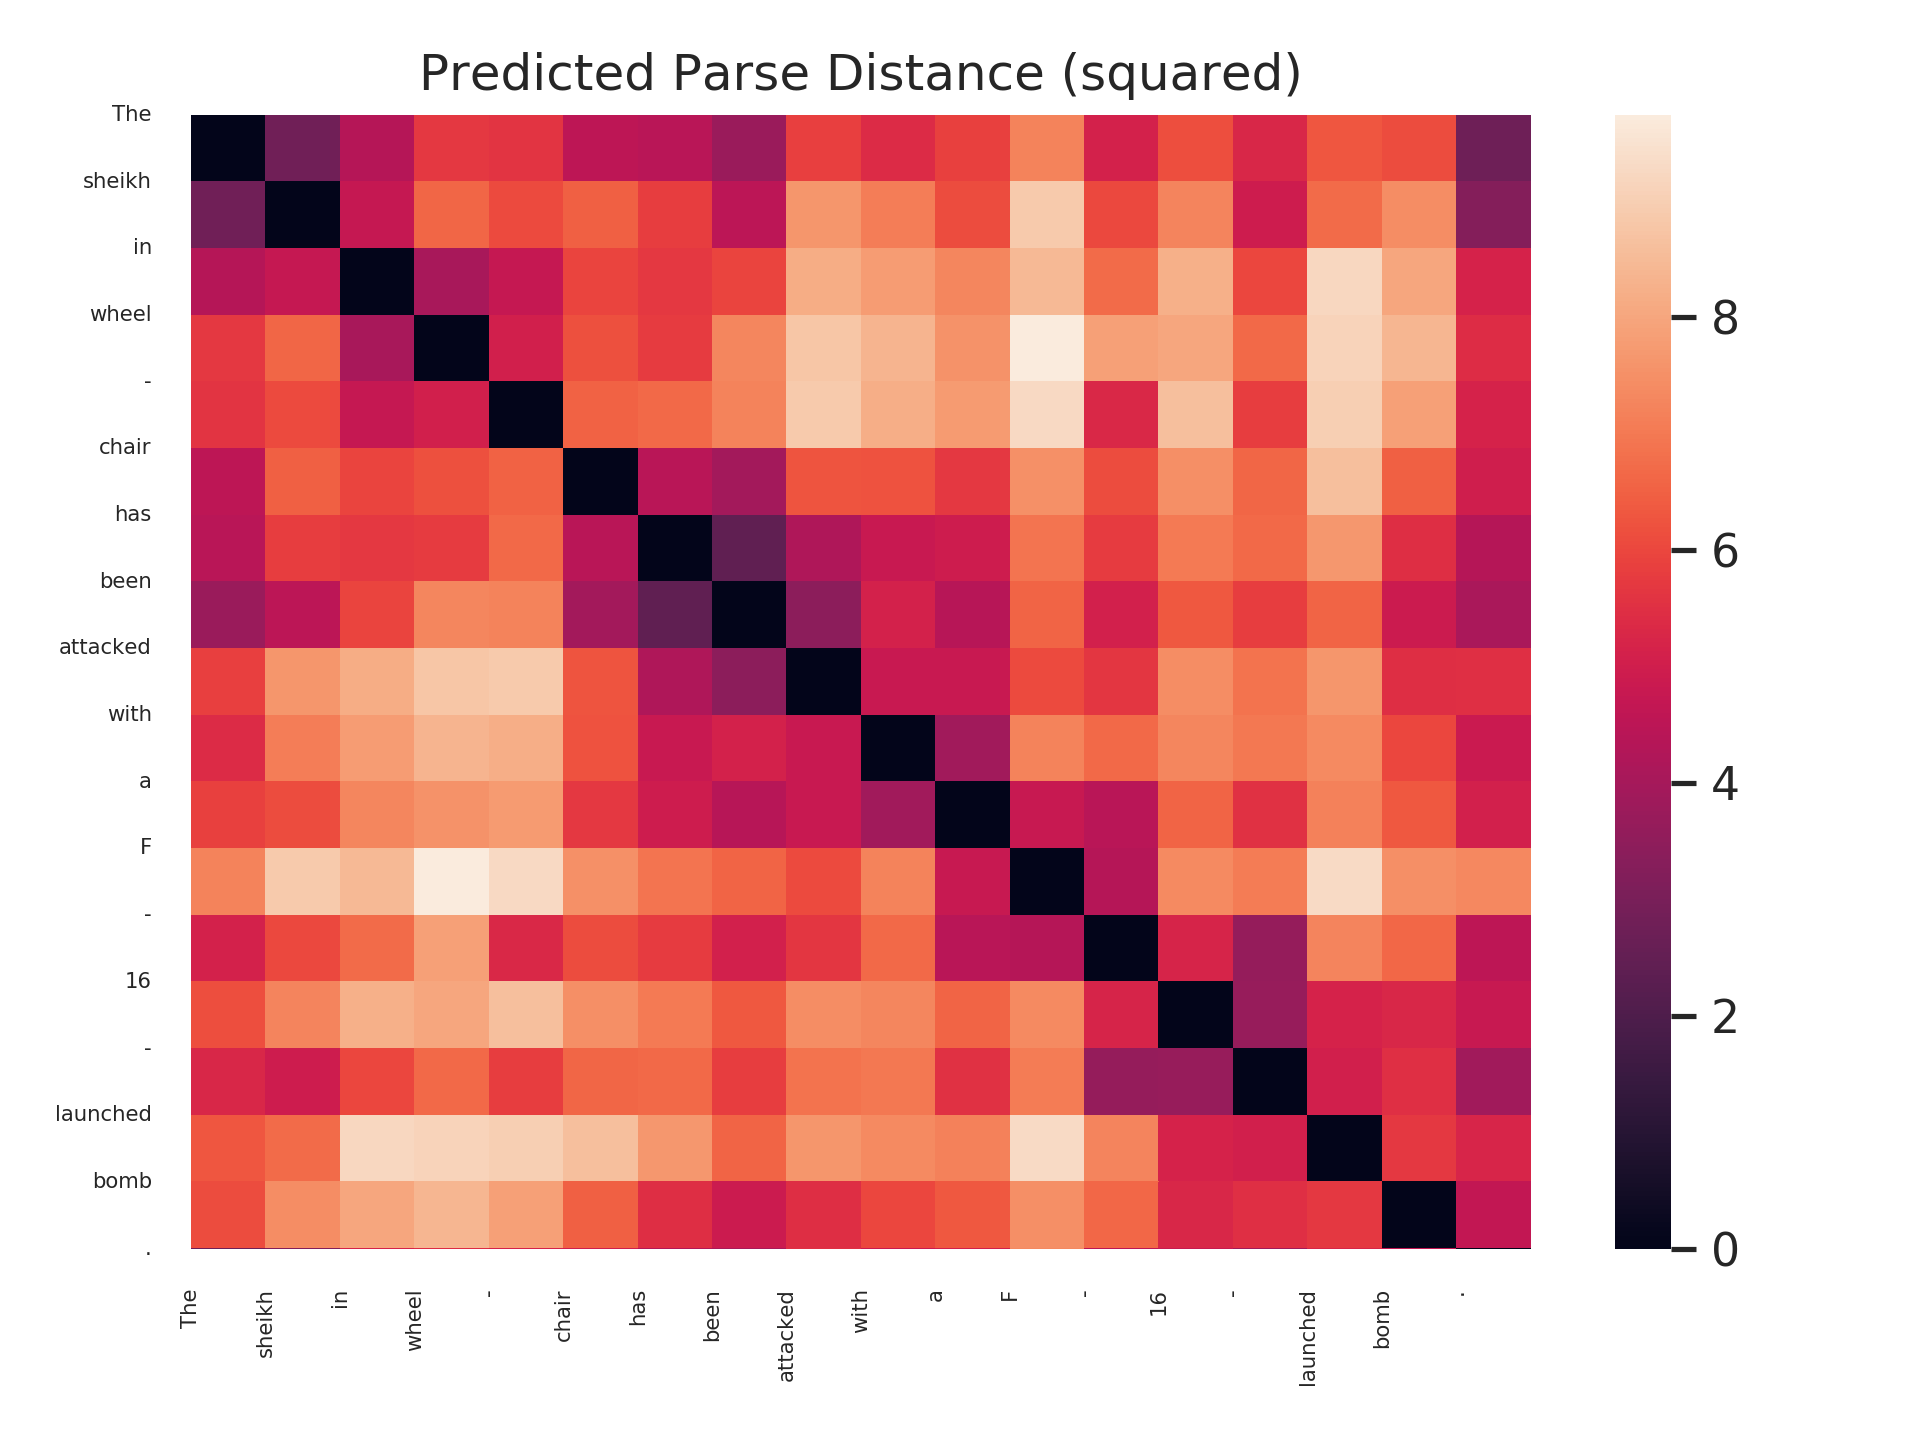 Predicted Parse Distance (squared)
The
sheikh
in
wheel
-
chair
has
been
attacked
with
a
F
-
16
-
launched
bomb
.
8
6
4
2
0
The
sheikh
in
wheel
-
chair
has
been
attacked
with
a
F
-
16
-
launched
bomb
.